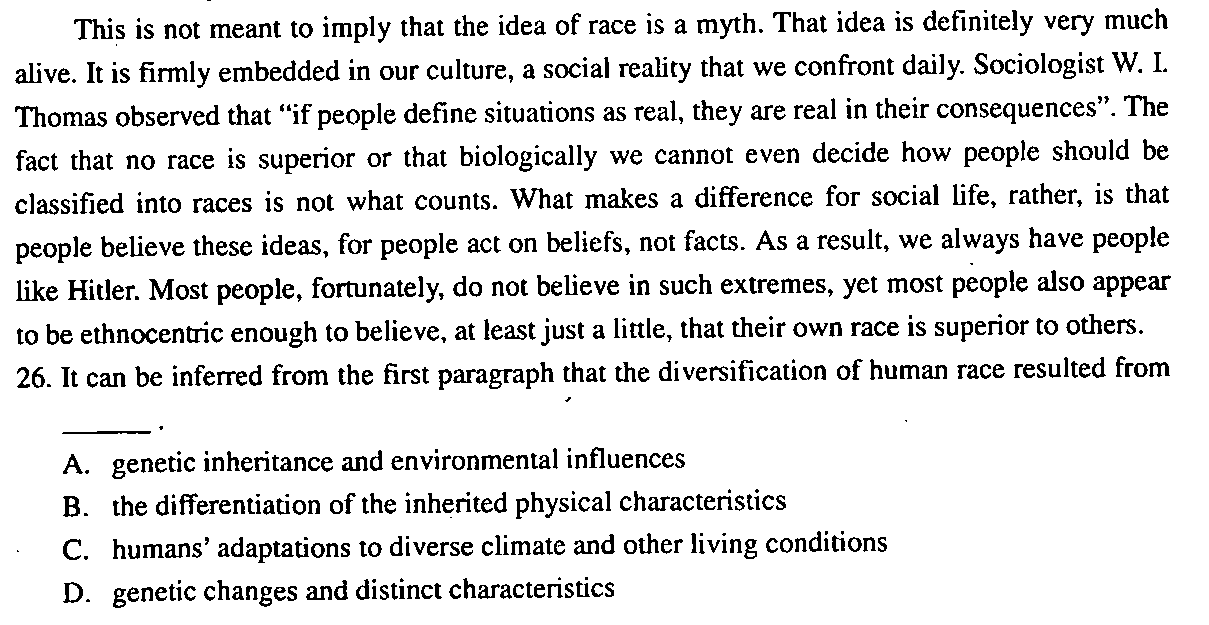 This is not meant to imply that the idea of race is a myth. That idea is definitely very much
alive. It is firmly embedded in our culture, a social reality that we confront daily. Sociologist W. I.
Thomas observed that “if people define situations as real, they are real in their consequences”. The
fact that no race is superior or that biologically we cannot even decide how people should be
classified into races is not what counts. What makes a difference for social life, rather, is that
people believe these ideas, for people act on beliefs, not facts. As a result, we always have people
like Hitler. Most people, fortunately, do not believe in such extremes, yet most people also appear
to be ethnocentric enough to believe, at least just a little, that their own race is superior to others.
26. It can be inferred from the first paragraph that the diversification of human race resulted from
______ .
A. genetic inheritance and environmental influences
B. the differentiation of the inherited physical characteristics
C. humans’ adaptations to diverse climate and other living conditions
D. genetic changes and distinct characteristics